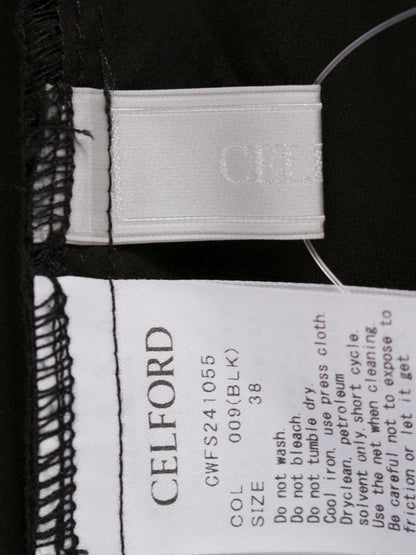 CELFORD
CWFS241055
COL 009(BLK)
SIZE 38
Do not wash.
Do not bleach.
Do not tumble dry.
Cool iron, use press cloth.
Dryclean, petroleum
solvent only, short cycle.
Use the net when cleaning.
Be careful not to expose to
friction or let it get